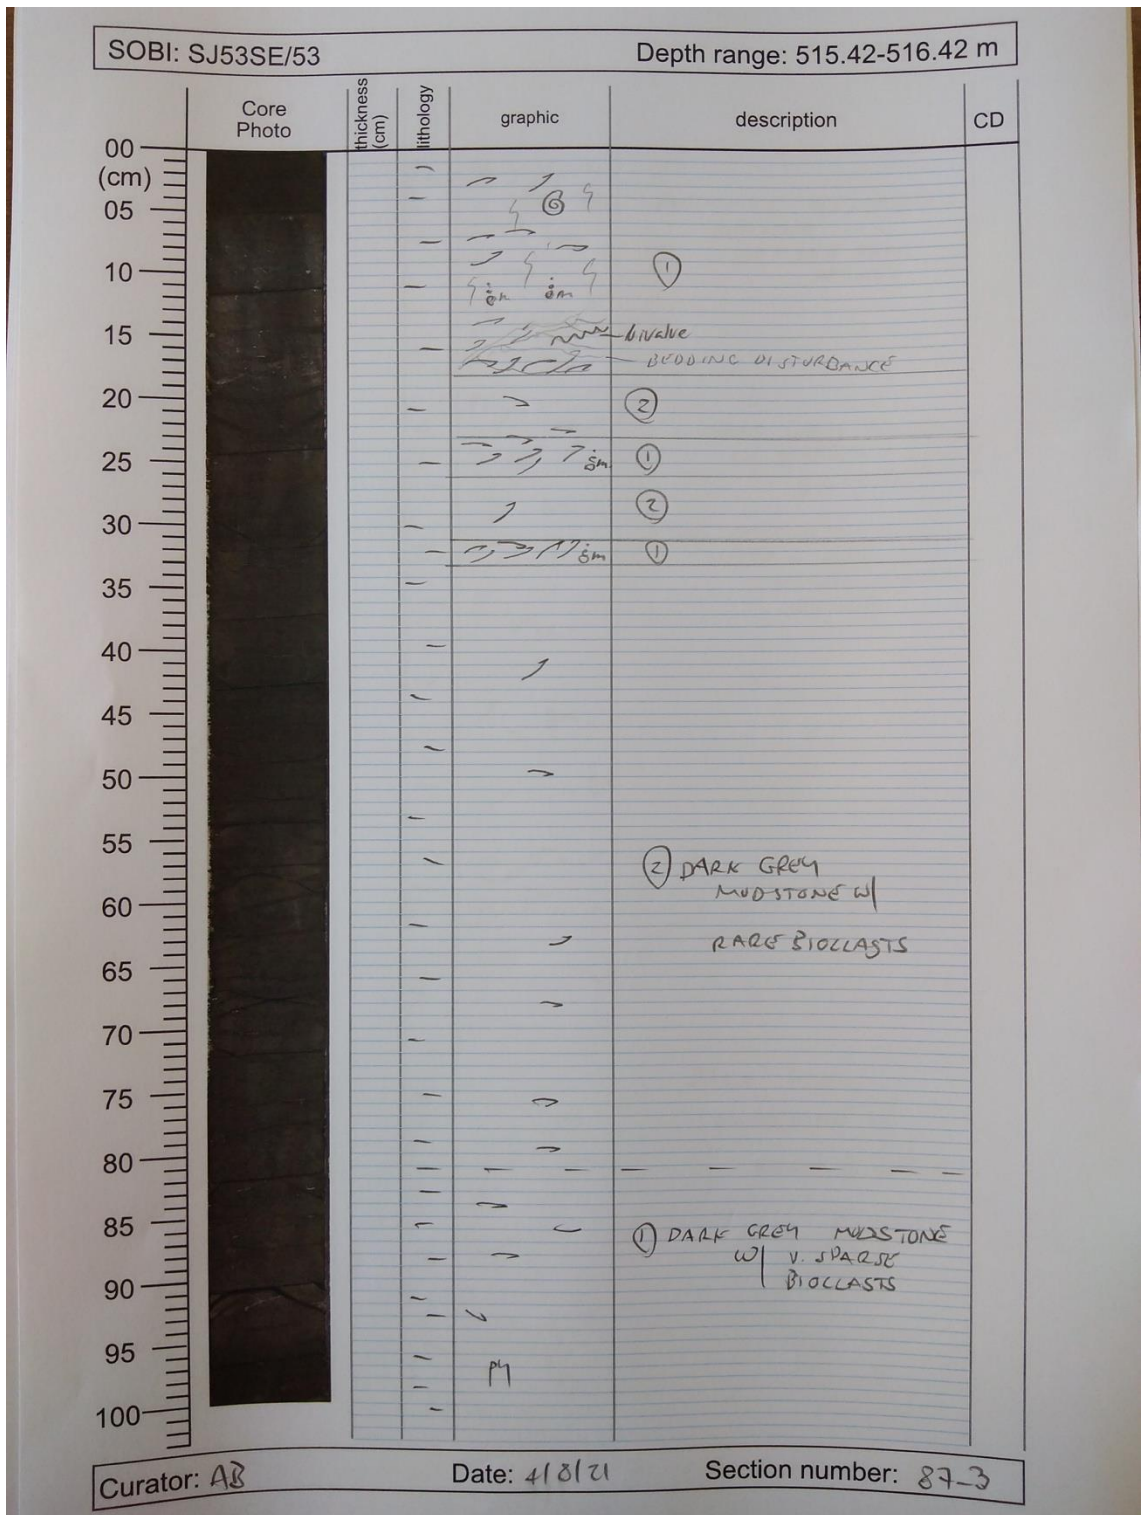 SOBI: SJ53SE/53
Depth range: 515.42-516.42 m
Core
Photo
thickness
(cm)
lithology
graphic
description
CD
00
(cm)
05
10
①
15
bivalve
BEDDING DISTURBANCE
20
②
25
①
②
30
①
35
40
45
50
55
② DARK GREY
MUDSTONE W/
60
RARE BIOCLASTS
65
70
75
80
85
① DARK GREY MUDSTONE
W/ V. SPARSE
BIOCLASTS
90
95
py
100
Curator: AB
Date: 4/8/21
Section number: 87_3